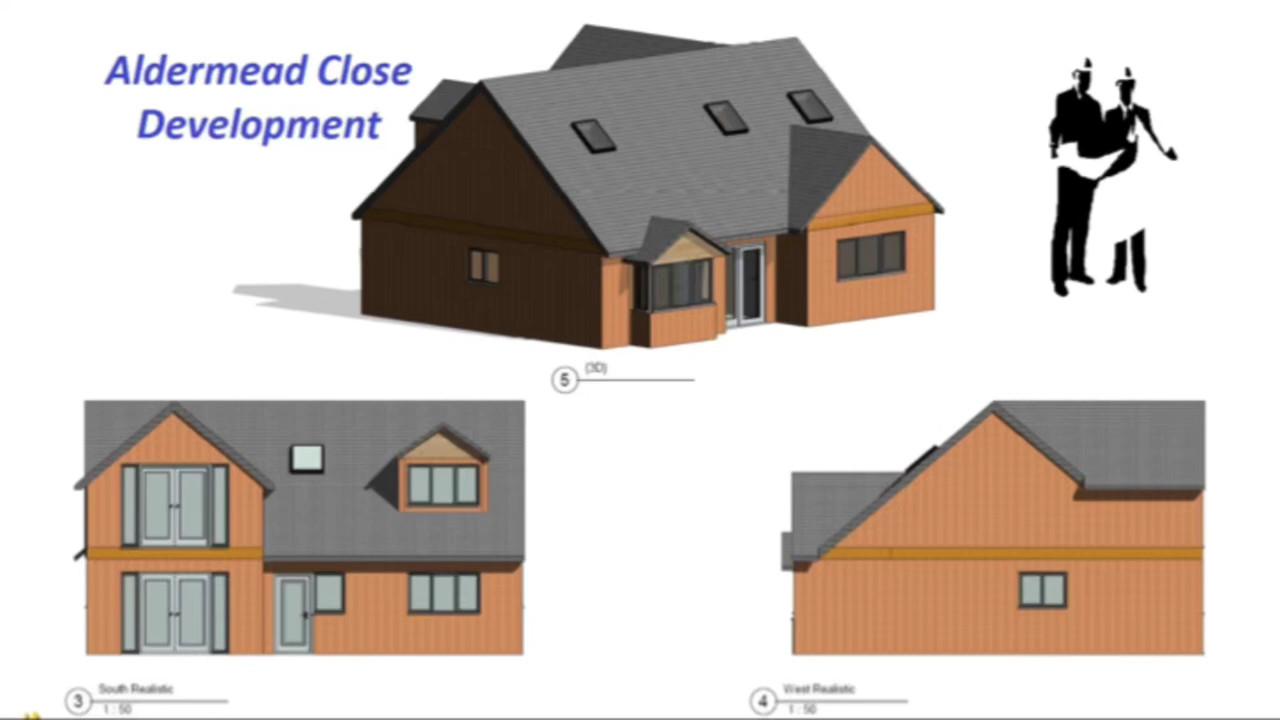 Aldermead Close
Development
5
(3D)
3
South Realistic
1 : 50
4
West Realistic
1 : 50